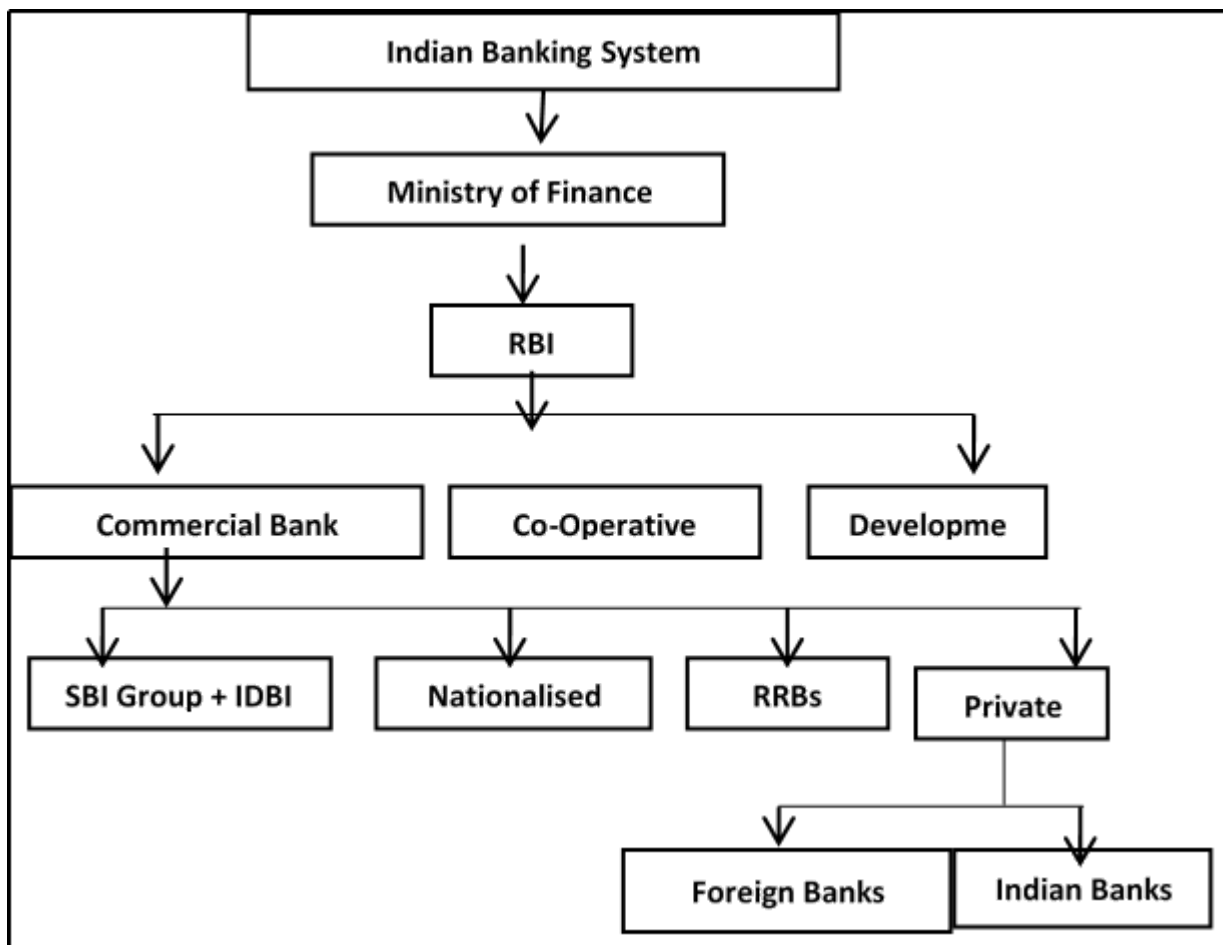 Indian Banking System
Ministry of Finance
RBI
Commercial Bank
Co-Operative
Developme
SBI Group + IDBI
Nationalised
RRBs
Private
Foreign Banks
Indian Banks